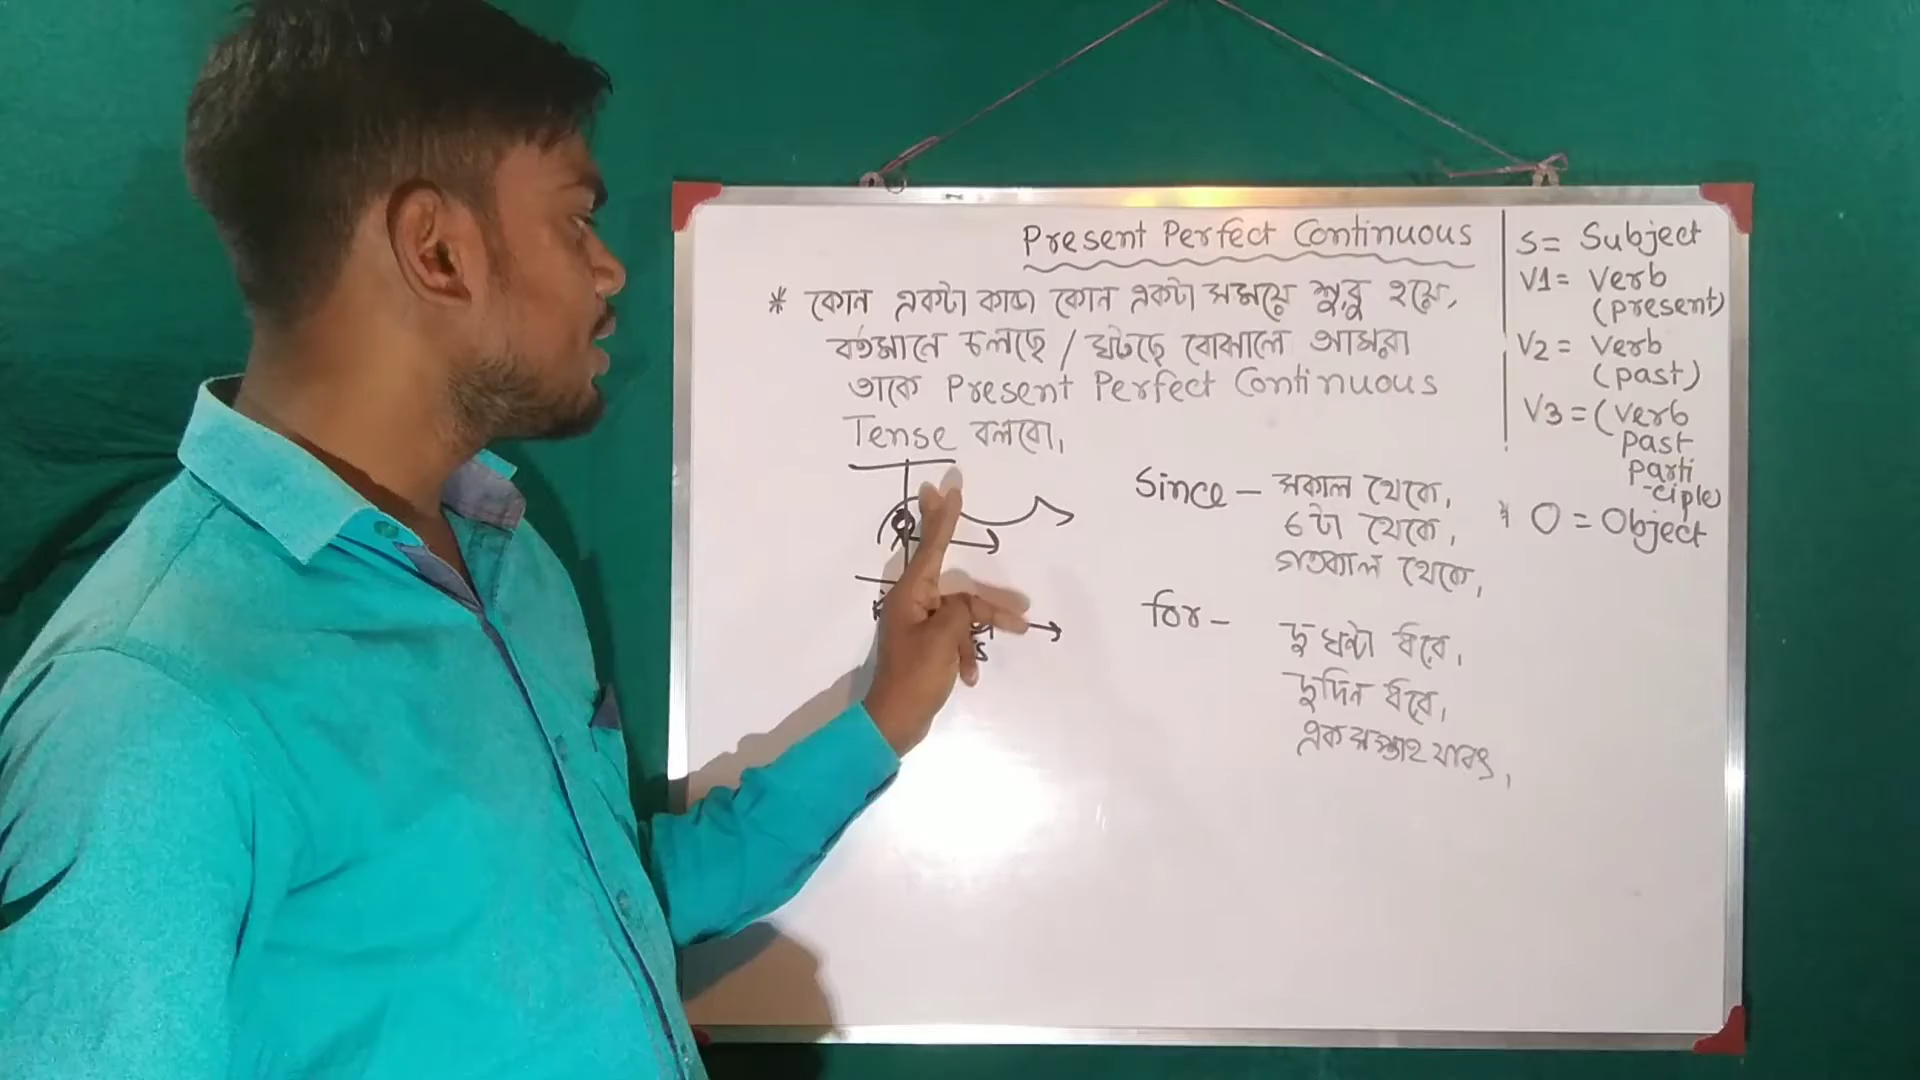 Present Perfect Continuous
* কোন একটা কাজ কোন একটা সময়ে শুরু হয়ে,
বর্তমানে চলছে / ঘটছে বোঝালে আমরা
তাকে Present Perfect Continuous
Tense বলবো।
Since – সকাল থেকে,
৬টা থেকে,
গতকাল থেকে,
for – দু ঘন্টা ধরে,
দুদিন ধরে,
এক সপ্তাহ যাবৎ,
S = Subject
V1 = Verb
(present)
V2 = Verb
(past)
V3 = (Verb
past
parti
-ciple)
* O = Object